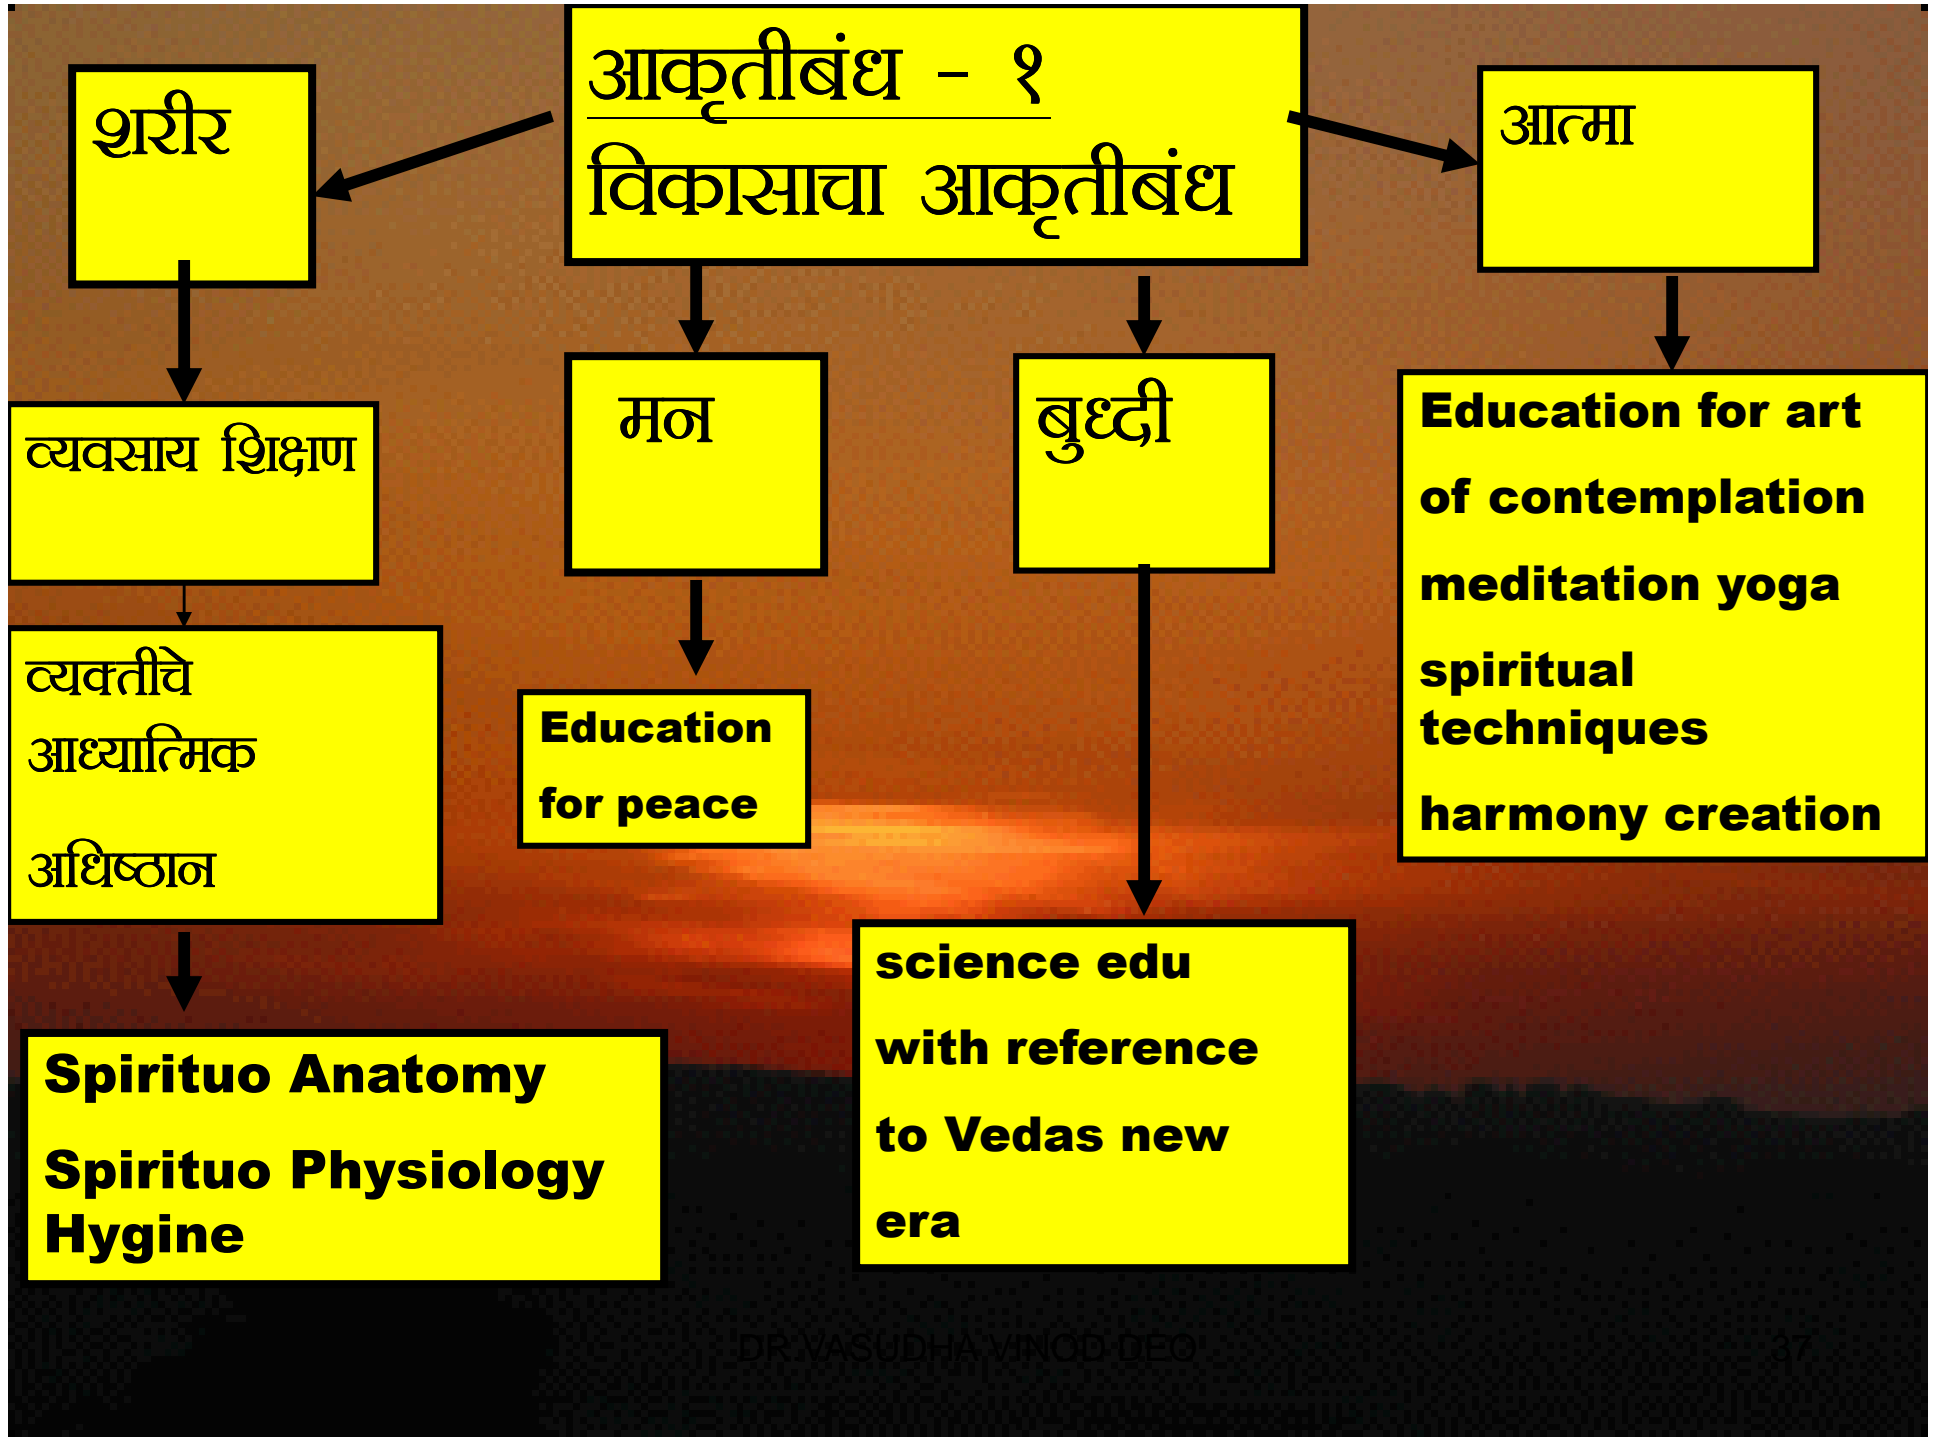 आकृतीबंध - १
विकासाचा आकृतीबंध
शरीर
आत्मा
व्यवसाय शिक्षण
मन
बुध्दी
Education for art
of contemplation
meditation yoga
spiritual
techniques
harmony creation
व्यक्तीचे
आध्यात्मिक
अधिष्ठान
Education
for peace
science edu
with reference
to Vedas new
era
Spirituo Anatomy
Spirituo Physiology
Hygine
DR.VASUDHA VINOD DEO
37